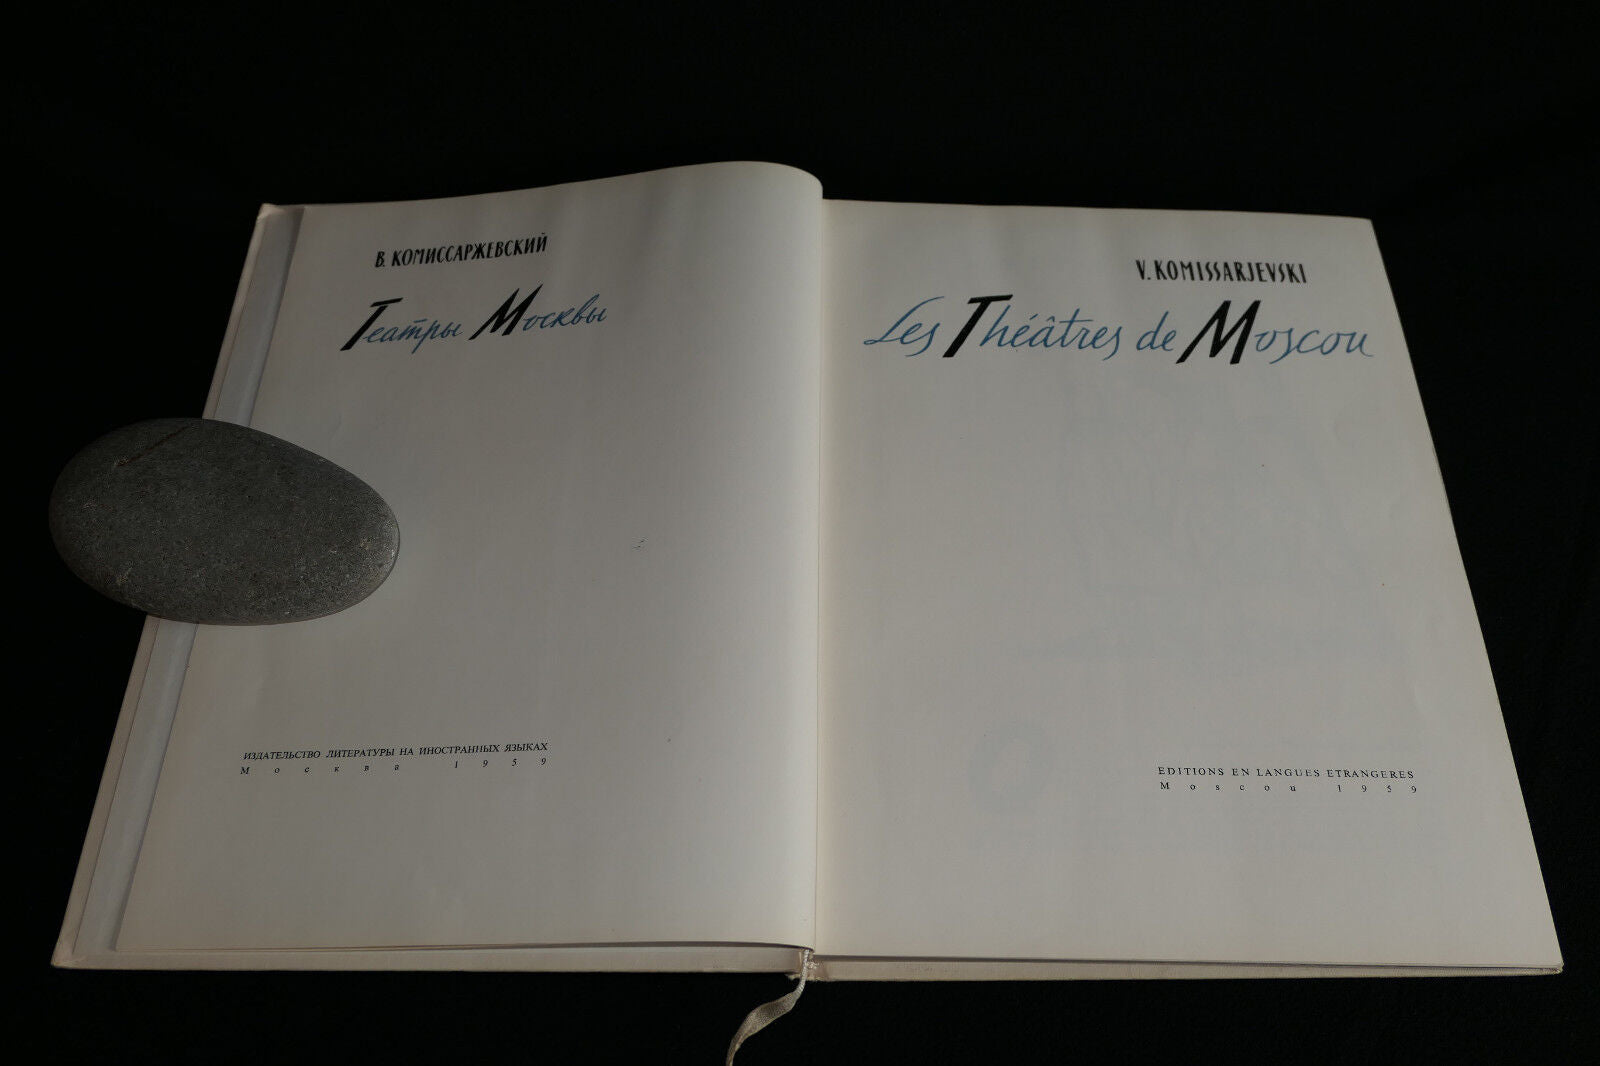 В. КОМИССАРЖЕВСКИЙ
Театры Москвы
ИЗДАТЕЛЬСТВО ЛИТЕРАТУРЫ НА ИНОСТРАННЫХ ЯЗЫКАХ
Москва 1959
V. KOMISSARJEVSKI
Les Théâtres de Moscou
EDITIONS EN LANGUES ETRANGERES
Moscou 1959